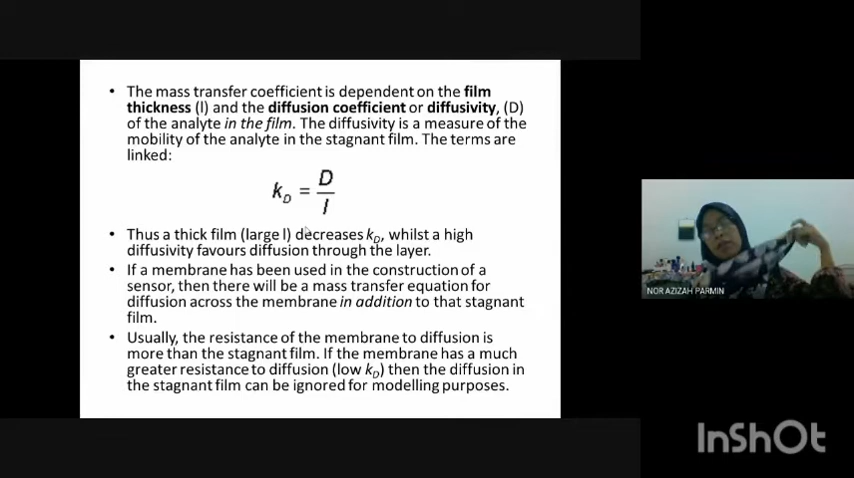 • The mass transfer coefficient is dependent on the film
thickness (l) and the diffusion coefficient or diffusivity, (D)
of the analyte in the film. The diffusivity is a measure of the
mobility of the analyte in the stagnant film. The terms are
linked:
k_D = D/l
• Thus a thick film (large l) decreases k_D, whilst a high
diffusivity favours diffusion through the layer.
• If a membrane has been used in the construction of a
sensor, then there will be a mass transfer equation for
diffusion across the membrane in addition to that stagnant
film.
• Usually, the resistance of the membrane to diffusion is
more than the stagnant film. If the membrane has a much
greater resistance to diffusion (low k_D) then the diffusion in
the stagnant film can be ignored for modelling purposes.
NOR AZIZAH PARMIN
InShOt